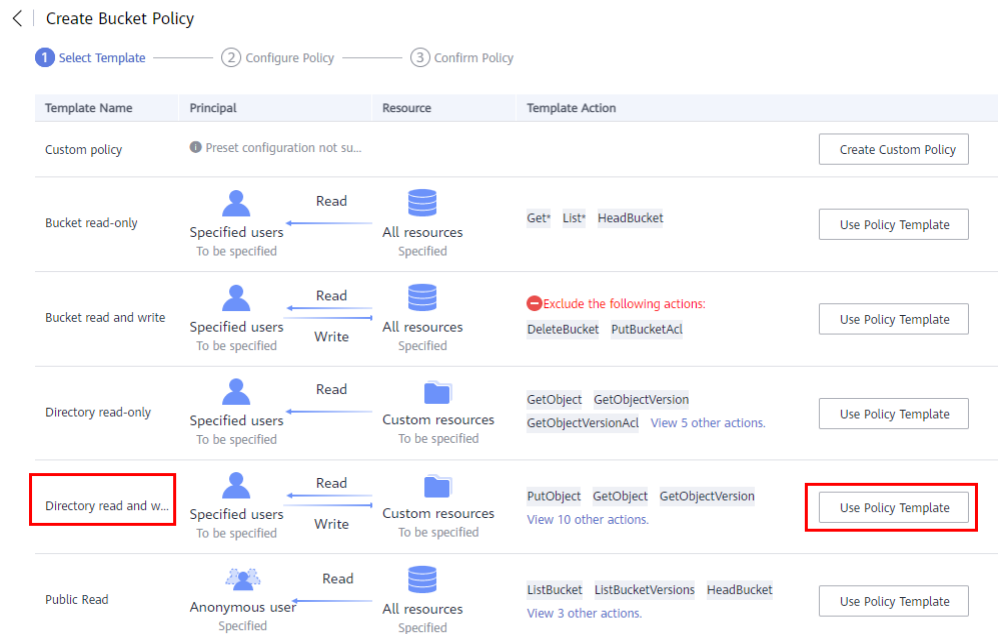 Create Bucket Policy
1 Select Template 2 Configure Policy 3 Confirm Policy
Template Name Principal Resource Template Action
Custom policy Preset configuration not su... Create Custom Policy
Bucket read-only
Specified users
To be specified
Read
All resources
Specified
Get* List* HeadBucket
Use Policy Template
Bucket read and write
Specified users
To be specified
Read
Write
All resources
Specified
Exclude the following actions:
DeleteBucket PutBucketAcl
Use Policy Template
Directory read-only
Specified users
To be specified
Read
Custom resources
To be specified
GetObject GetObjectVersion
GetObjectVersionAcl View 5 other actions.
Use Policy Template
Directory read and w...
Specified users
To be specified
Read
Write
Custom resources
To be specified
PutObject GetObject GetObjectVersion
View 10 other actions.
Use Policy Template
Public Read
Anonymous user
Specified
Read
All resources
Specified
ListBucket ListBucketVersions HeadBucket
View 3 other actions.
Use Policy Template